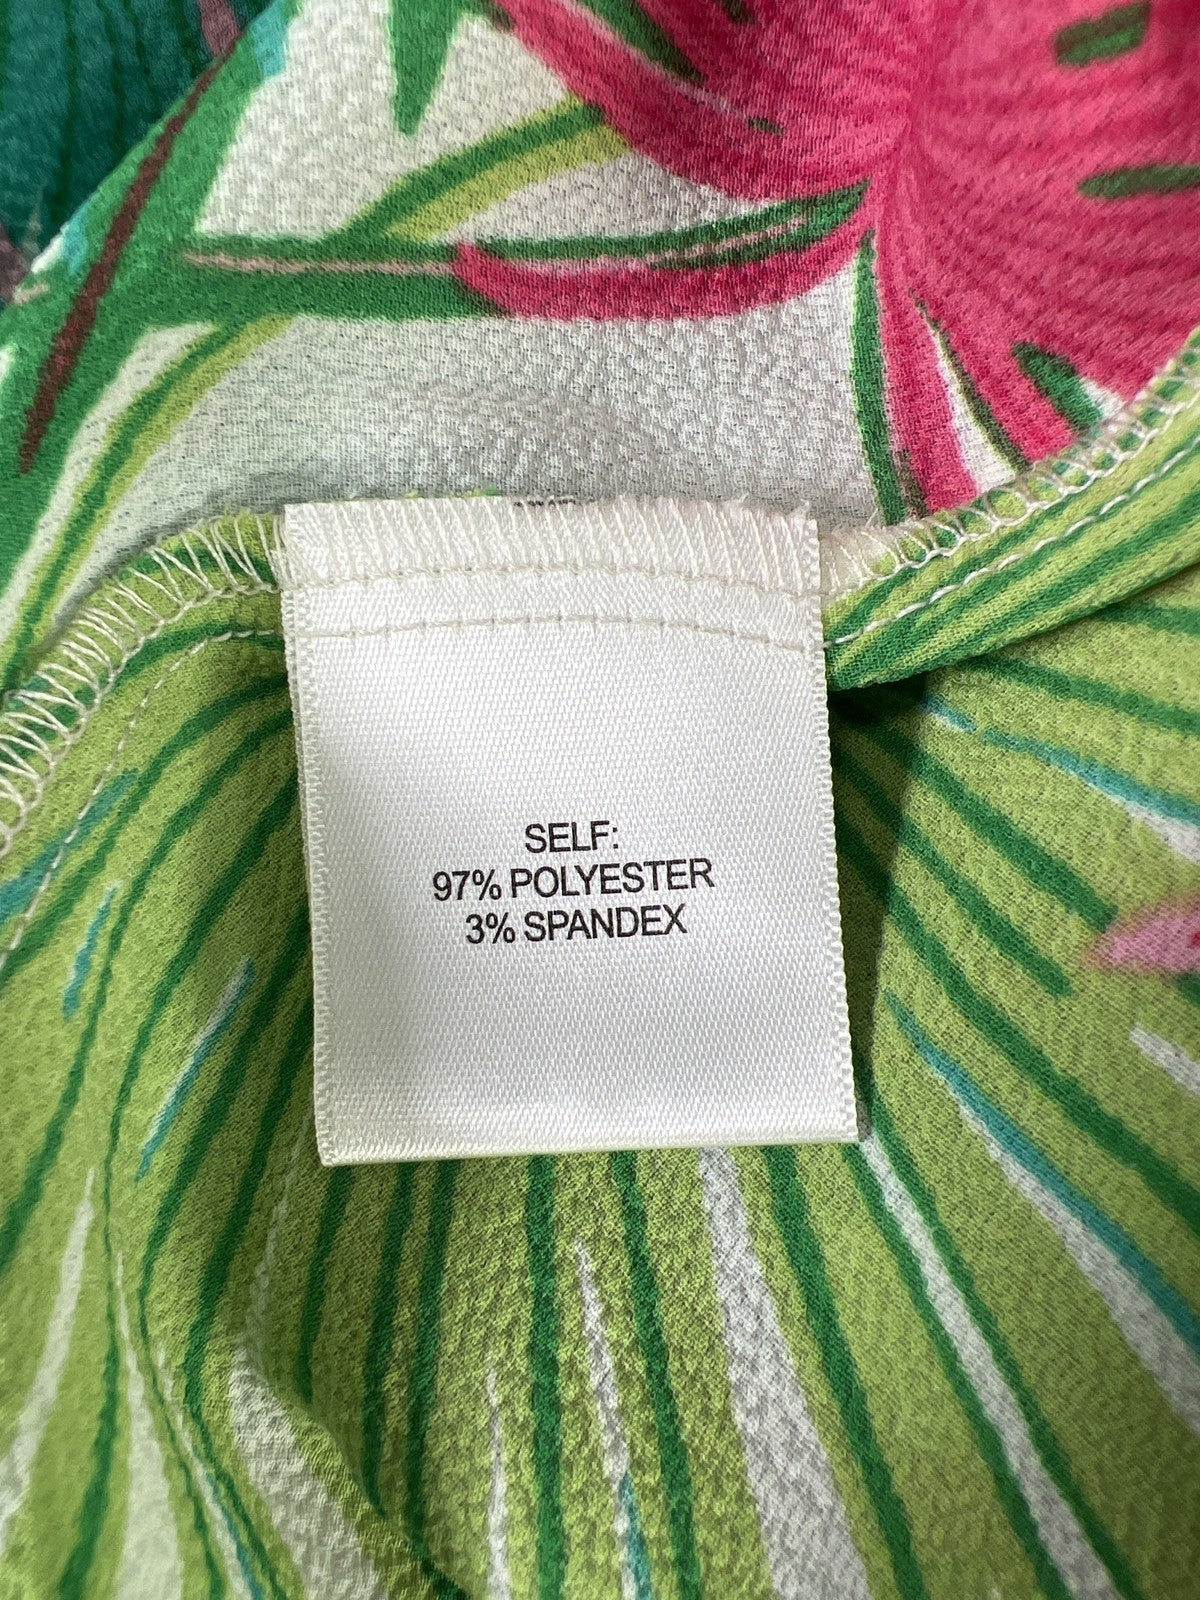 SELF:
97% POLYESTER
3% SPANDEX